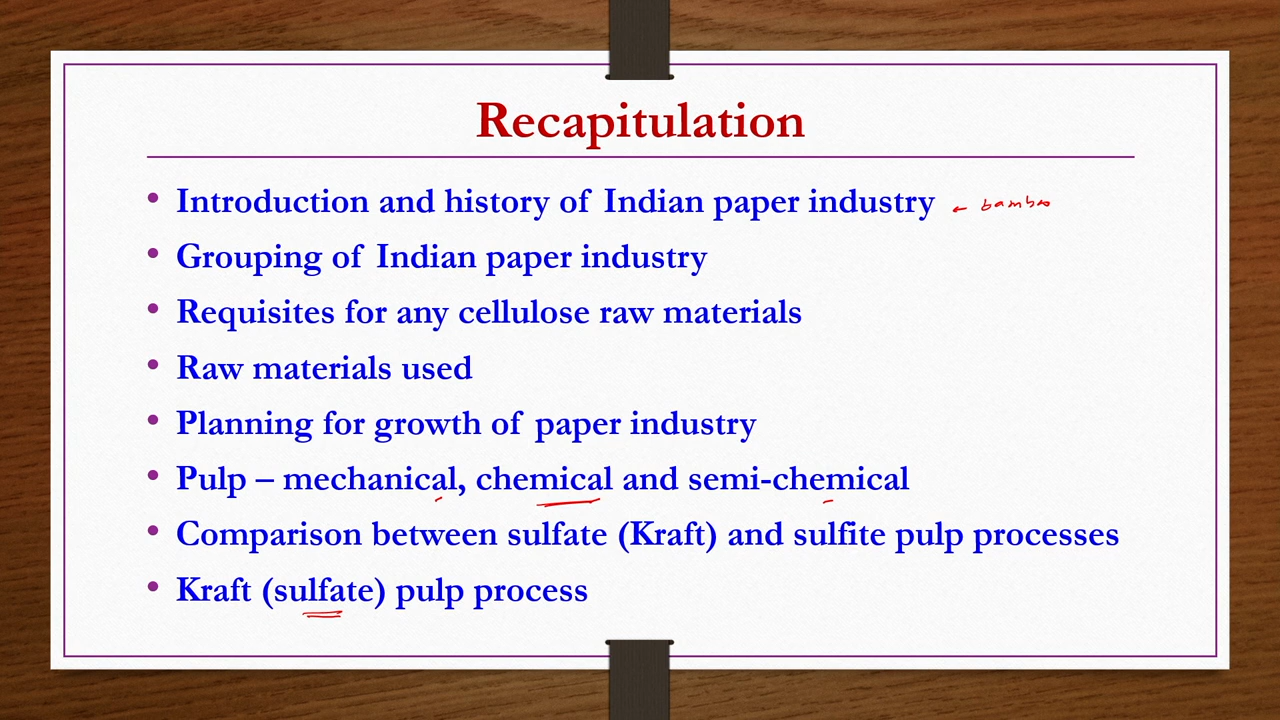 Recapitulation
• Introduction and history of Indian paper industry ← bamboo
• Grouping of Indian paper industry
• Requisites for any cellulose raw materials
• Raw materials used
• Planning for growth of paper industry
• Pulp – mechanical, chemical and semi-chemical
• Comparison between sulfate (Kraft) and sulfite pulp processes
• Kraft (sulfate) pulp process